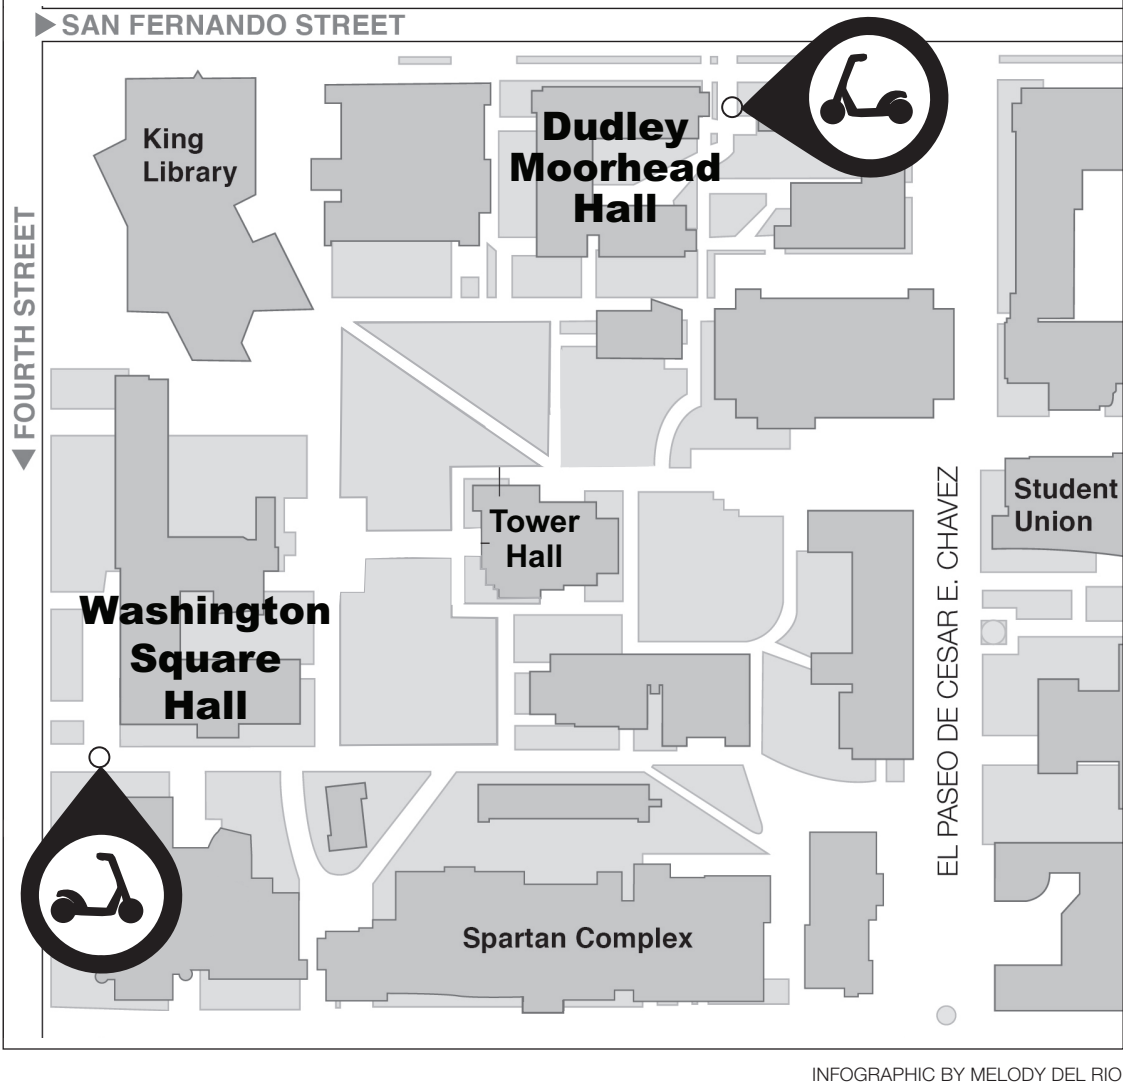 SAN FERNANDO STREET
King
Library
Dudley
Moorhead
Hall
FOURTH STREET
Tower
Hall
Student
Union
EL PASEO DE CESAR E. CHAVEZ
Washington
Square
Hall
Spartan Complex
INFOGRAPHIC BY MELODY DEL RIO